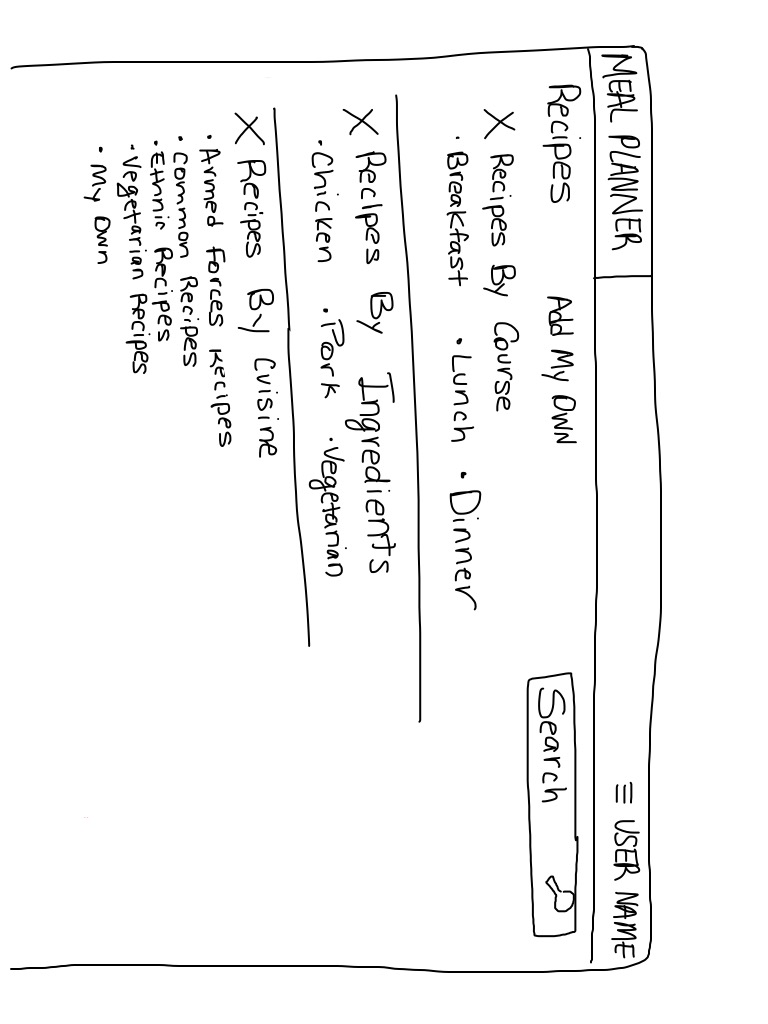 MEAL PLANNER ≡ USER NAME
Recipes Add My Own Search
X Recipes By Course
· Breakfast · Lunch · Dinner
X Recipes By Ingredients
· Chicken · Pork · Vegetarian
X Recipes By Cuisine
· Armed Forces Recipes
· Common Recipes
· Ethnic Recipes
· Vegetarian Recipes
· My Own